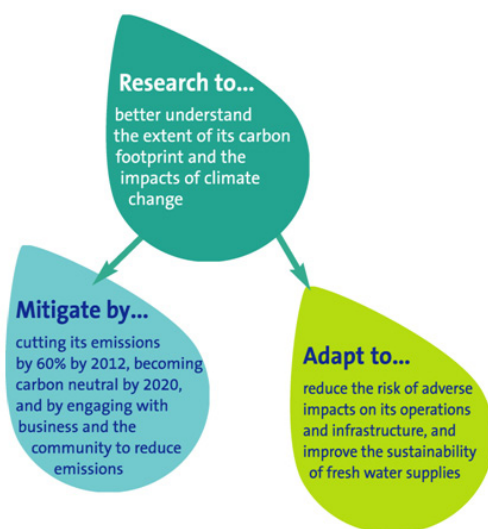 Research to...
better understand
the extent of its carbon
footprint and the
impacts of climate
change
Mitigate by...
cutting its emissions
by 60% by 2012, becoming
carbon neutral by 2020,
and by engaging with
business and the
community to reduce
emissions
Adapt to...
reduce the risk of adverse
impacts on its operations
and infrastructure, and
improve the sustainability
of fresh water supplies